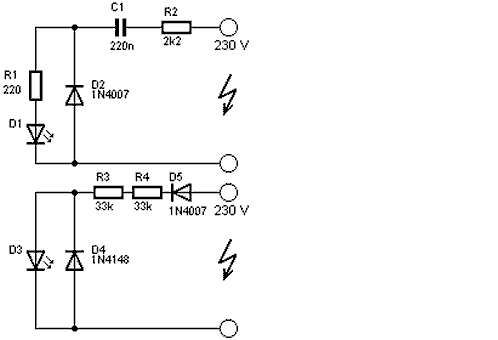 C1
R2
220n
2k2
230 V
R1
220
D2
1N4007
D1
R3
R4
D5
33k
33k
1N4007
230 V
D3
D4
1N4148